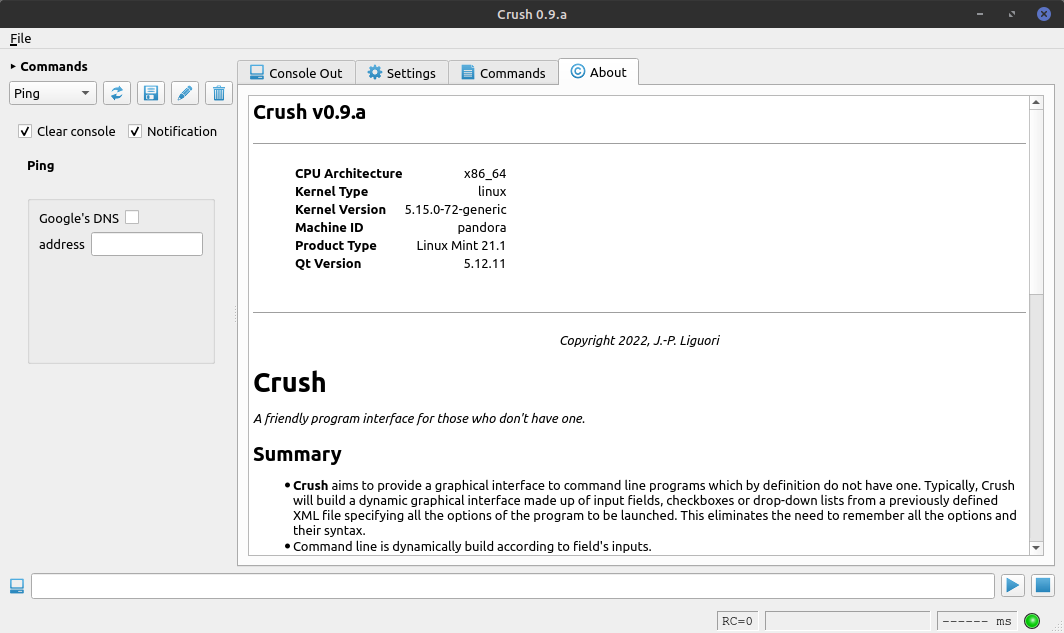 Crush 0.9.a
File
Commands
Ping
Clear console Notification
Ping
Google's DNS
address
Console Out Settings Commands About
Crush v0.9.a
CPU Architecture x86_64
Kernel Type linux
Kernel Version 5.15.0-72-generic
Machine ID pandora
Product Type Linux Mint 21.1
Qt Version 5.12.11
Copyright 2022, J.-P. Liguori
Crush
A friendly program interface for those who don't have one.
Summary
• Crush aims to provide a graphical interface to command line programs which by definition do not have one. Typically, Crush
will build a dynamic graphical interface made up of input fields, checkboxes or drop-down lists from a previously defined
XML file specifying all the options of the program to be launched. This eliminates the need to remember all the options and
their syntax.
• Command line is dynamically build according to field's inputs.
RC=0 ------ ms